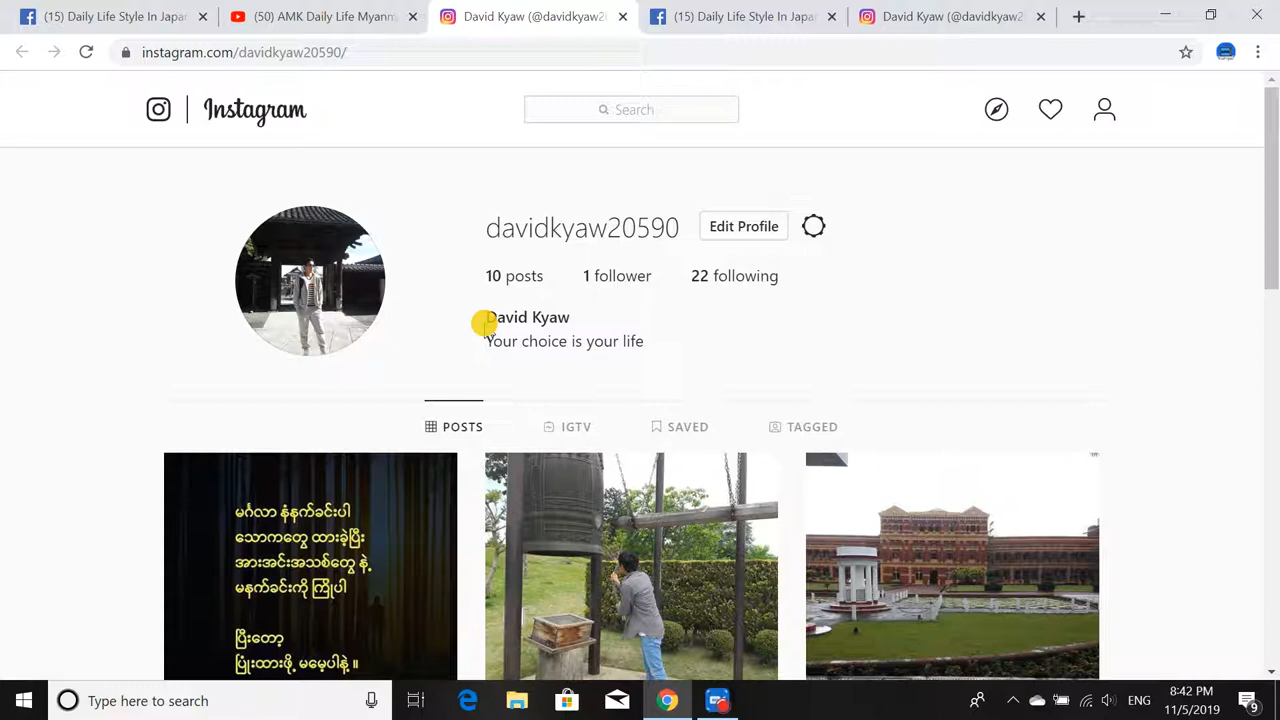 (15) Daily Life Style In Japan
(50) AMK Daily Life Myanm
David Kyaw (@davidkyaw20
(15) Daily Life Style In Japan
David Kyaw (@davidkyaw2
instagram.com/davidkyaw20590/
Instagram
Search
davidkyaw20590
Edit Profile
10 posts
1 follower
22 following
David Kyaw
Your choice is your life
POSTS
IGTV
SAVED
TAGGED
မင်္ဂလာ နံနက်ခင်းပါ
သောကတွေ ထားခဲ့ပြီး
အားအင်းအသစ်တွေ နဲ့
မနက်ခင်းကို ကြိုပါ
ပြီးတော့
ပြုံးထားဖို့ မမေ့ပါနဲ့ ။
Type here to search
ENG
8:42 PM
11/5/2019
9